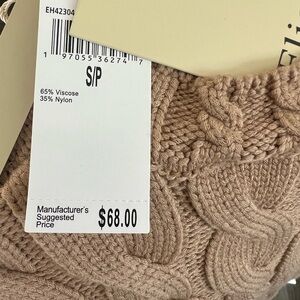 EH42304
1 97055 36274 7
S/P
65% Viscose
35% Nylon
Manufacturer's
Suggested
Price
$68.00